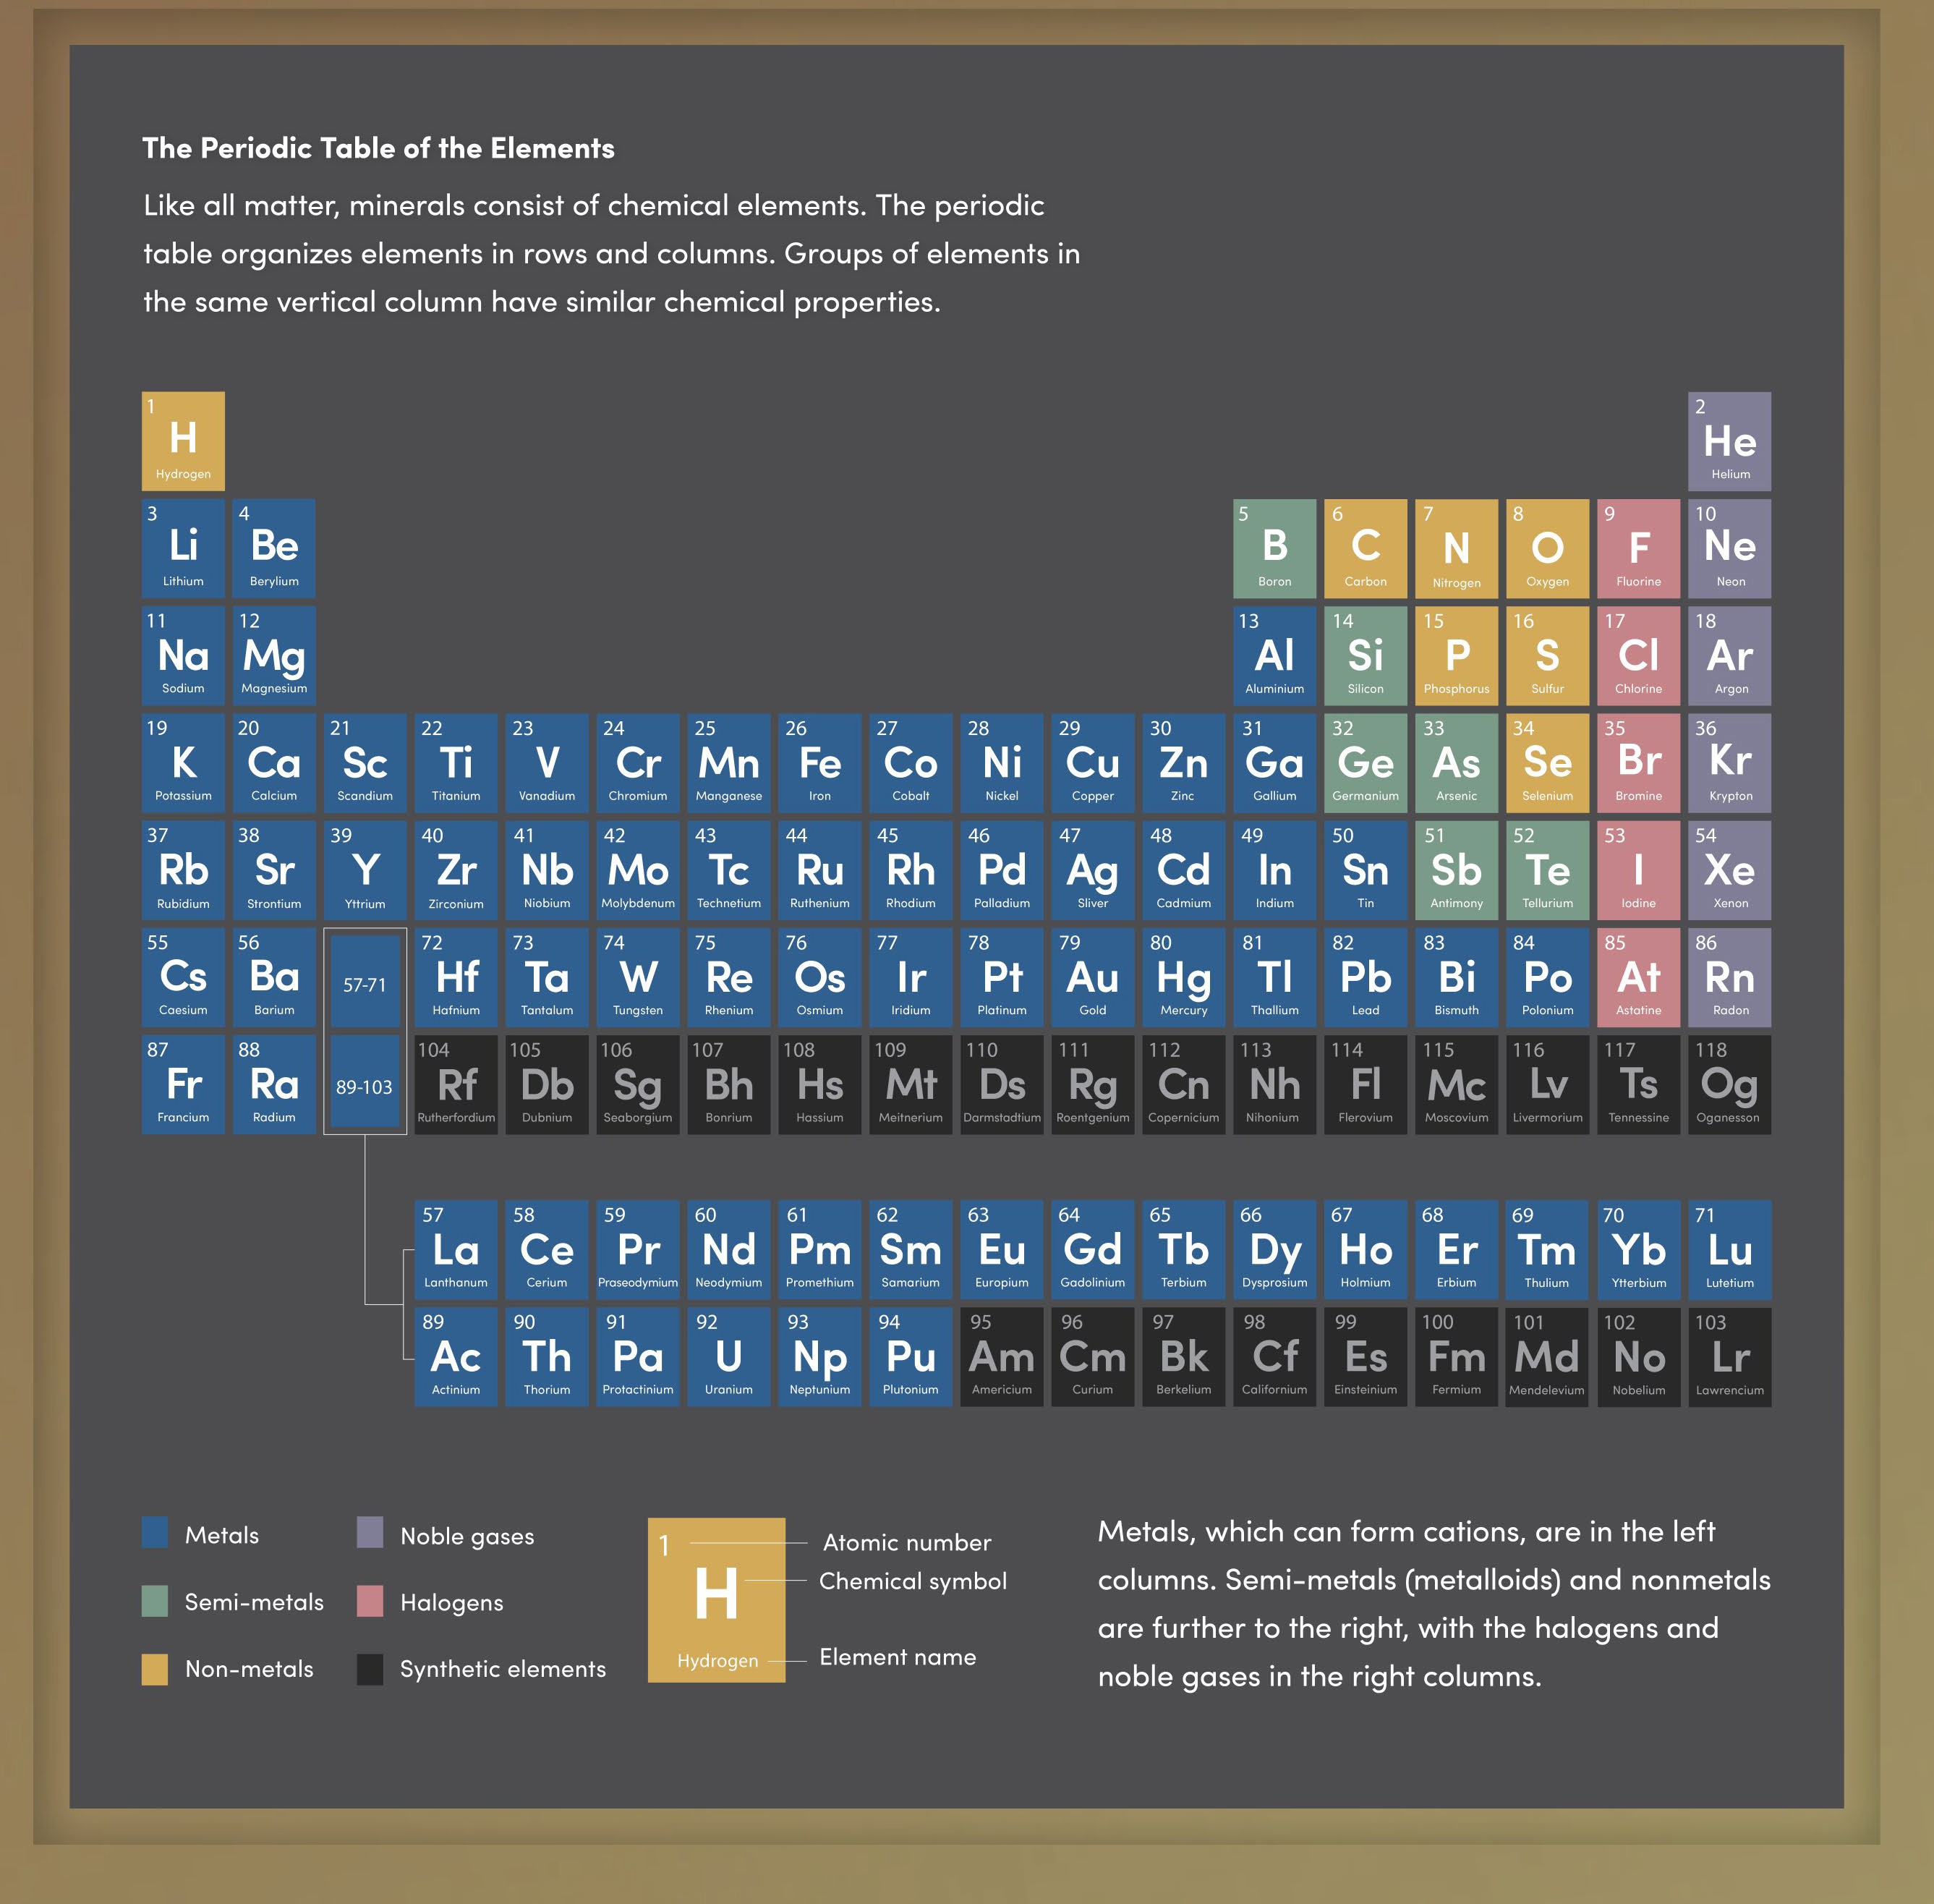 The Periodic Table of the Elements
Like all matter, minerals consist of chemical elements. The periodic
table organizes elements in rows and columns. Groups of elements in
the same vertical column have similar chemical properties.
1 2
H He
Hydrogen Helium
3 4 5 6 7 8 9 10
Li Be B C N O F Ne
Lithium Berylium Boron Carbon Nitrogen Oxygen Fluorine Neon
11 12 13 14 15 16 17 18
Na Mg Al Si P S Cl Ar
Sodium Magnesium Aluminium Silicon Phosphorus Sulfur Chlorine Argon
19 20 21 22 23 24 25 26 27 28 29 30 31 32 33 34 35 36
K Ca Sc Ti V Cr Mn Fe Co Ni Cu Zn Ga Ge As Se Br Kr
Potassium Calcium Scandium Titanium Vanadium Chromium Manganese Iron Cobalt Nickel Copper Zinc Gallium Germanium Arsenic Selenium Bromine Krypton
37 38 39 40 41 42 43 44 45 46 47 48 49 50 51 52 53 54
Rb Sr Y Zr Nb Mo Tc Ru Rh Pd Ag Cd In Sn Sb Te I Xe
Rubidium Strontium Yttrium Zirconium Niobium Molybdenum Technetium Ruthenium Rhodium Palladium Sliver Cadmium Indium Tin Antimony Tellurium Iodine Xenon
55 56 72 73 74 75 76 77 78 79 80 81 82 83 84 85 86
Cs Ba 57-71 Hf Ta W Re Os Ir Pt Au Hg Tl Pb Bi Po At Rn
Caesium Barium Hafnium Tantalum Tungsten Rhenium Osmium Iridium Platinum Gold Mercury Thallium Lead Bismuth Polonium Astatine Radon
87 88 104 105 106 107 108 109 110 111 112 113 114 115 116 117 118
Fr Ra 89-103 Rf Db Sg Bh Hs Mt Ds Rg Cn Nh Fl Mc Lv Ts Og
Francium Radium Rutherfordium Dubnium Seaborgium Bonrium Hassium Meitnerium Darmstadtium Roentgenium Copernicium Nihonium Flerovium Moscovium Livermorium Tennessine Oganesson
57 58 59 60 61 62 63 64 65 66 67 68 69 70 71
La Ce Pr Nd Pm Sm Eu Gd Tb Dy Ho Er Tm Yb Lu
Lanthanum Cerium Praseodymium Neodymium Promethium Samarium Europium Gadolinium Terbium Dysprosium Holmium Erbium Thulium Ytterbium Lutetium
89 90 91 92 93 94 95 96 97 98 99 100 101 102 103
Ac Th Pa U Np Pu Am Cm Bk Cf Es Fm Md No Lr
Actinium Thorium Protactinium Uranium Neptunium Plutonium Americium Curium Berkelium Californium Einsteinium Fermium Mendelevium Nobelium Lawrencium
Metals
Semi-metals
Non-metals
Noble gases
Halogens
Synthetic elements
1 Atomic number
H Chemical symbol
Hydrogen Element name
Metals, which can form cations, are in the left
columns. Semi-metals (metalloids) and nonmetals
are further to the right, with the halogens and
noble gases in the right columns.